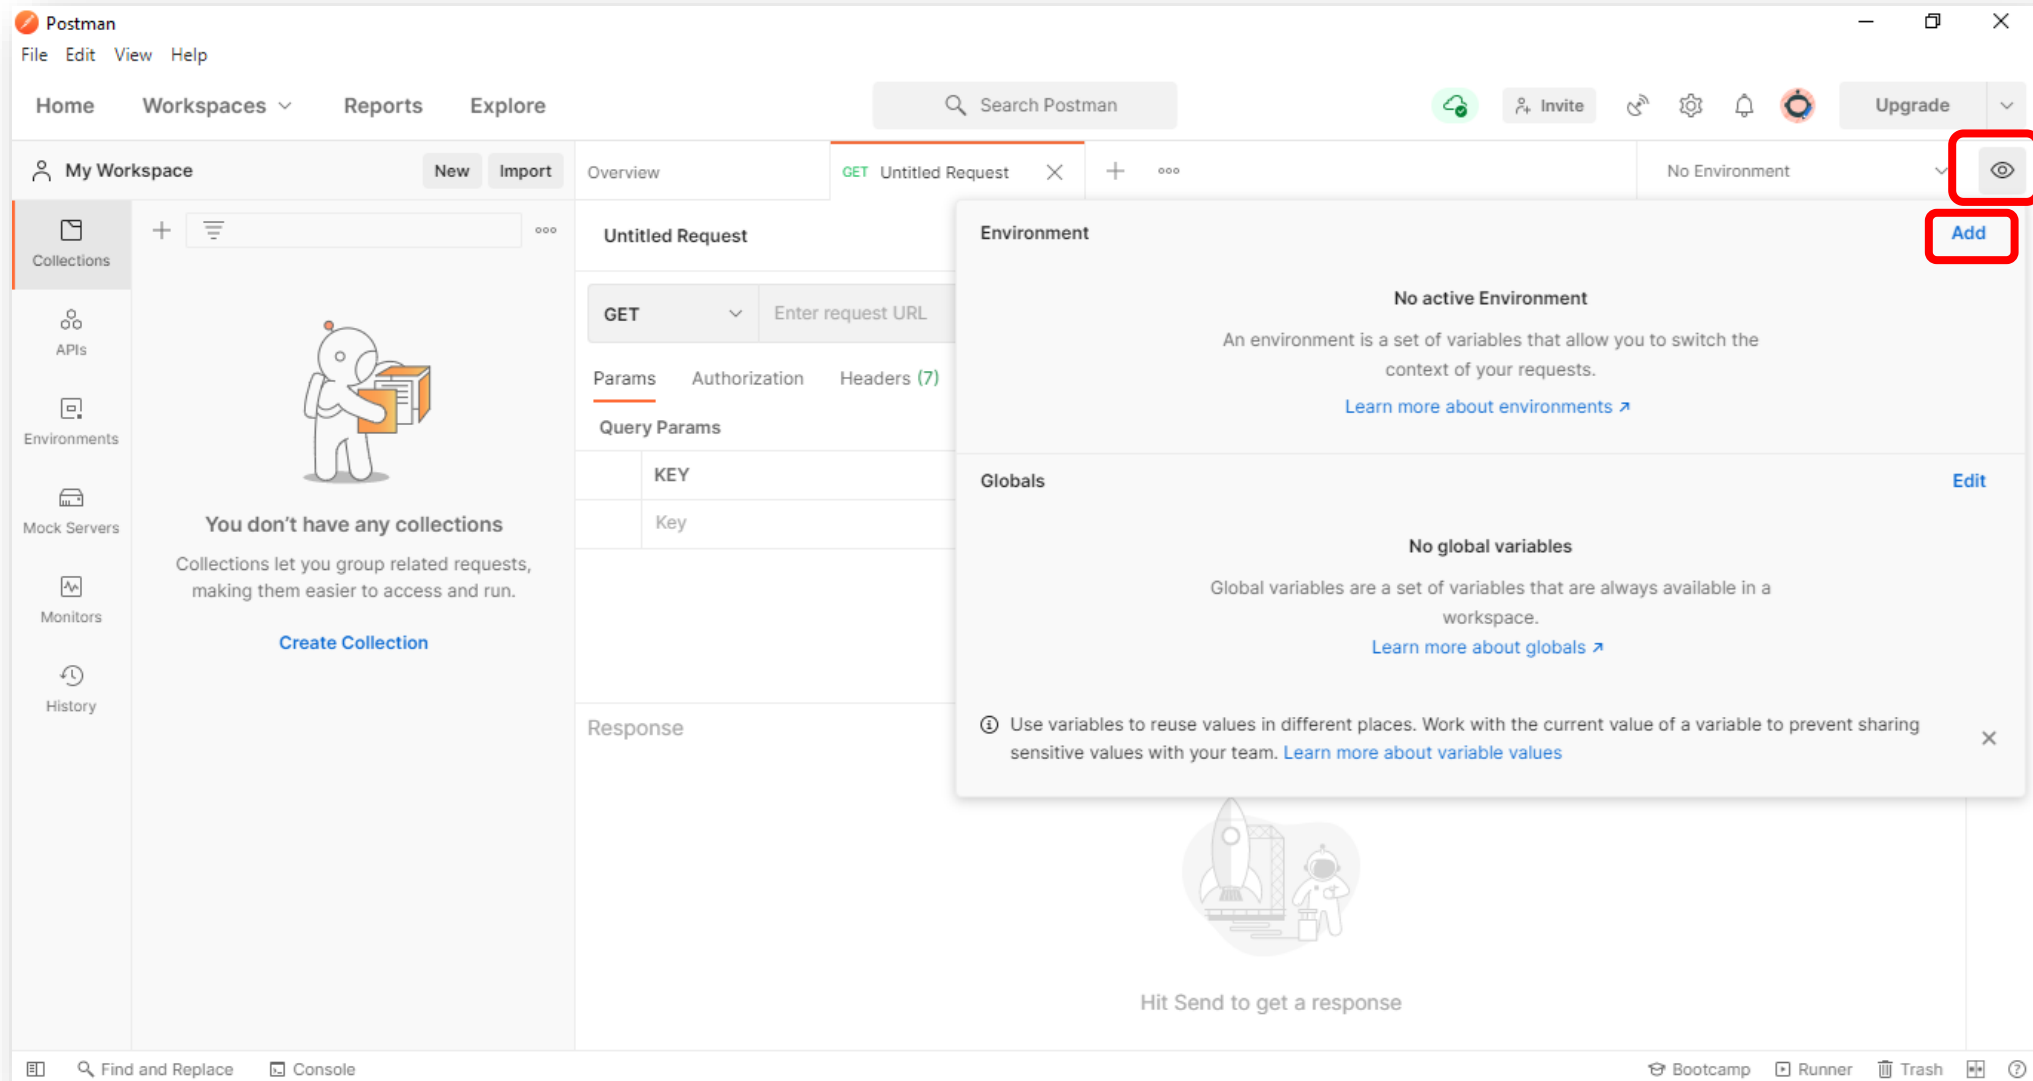 Postman
File Edit View Help
Home Workspaces Reports Explore Search Postman Invite Upgrade
My Workspace New Import Overview GET Untitled Request No Environment
Collections
APIs
Environments
Mock Servers
Monitors
History
You don't have any collections
Collections let you group related requests,
making them easier to access and run.
Create Collection
Untitled Request
GET Enter request URL
Params Authorization Headers (7)
Query Params
KEY
Key
Response
Environment Add
No active Environment
An environment is a set of variables that allow you to switch the
context of your requests.
Learn more about environments ↗
Globals Edit
No global variables
Global variables are a set of variables that are always available in a
workspace.
Learn more about globals ↗
Use variables to reuse values in different places. Work with the current value of a variable to prevent sharing
sensitive values with your team. Learn more about variable values
Hit Send to get a response
Find and Replace Console Bootcamp Runner Trash